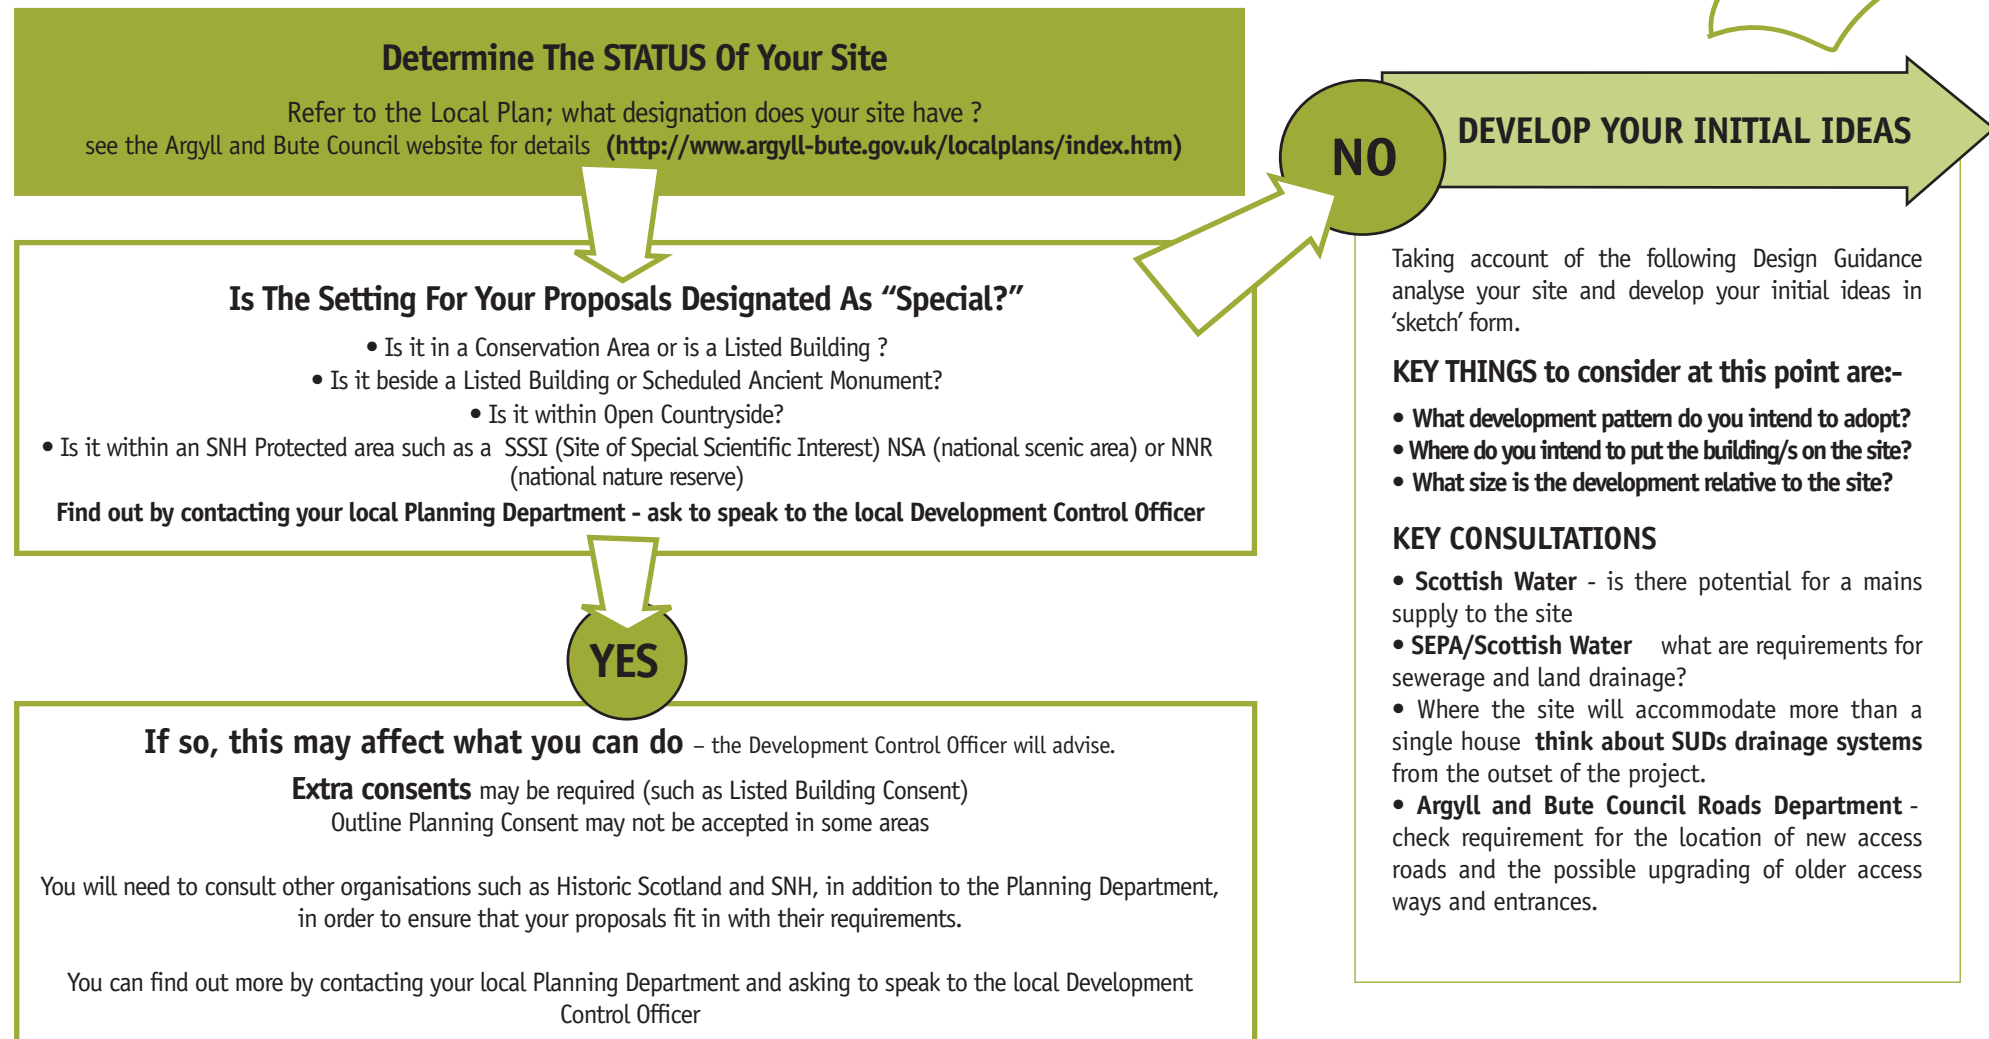 Determine The STATUS Of Your Site
Refer to the Local Plan; what designation does your site have ?
see the Argyll and Bute Council website for details (http://www.argyll-bute.gov.uk/localplans/index.htm)
Is The Setting For Your Proposals Designated As “Special?”
• Is it in a Conservation Area or is a Listed Building ?
• Is it beside a Listed Building or Scheduled Ancient Monument?
• Is it within Open Countryside?
• Is it within an SNH Protected area such as a SSSI (Site of Special Scientific Interest) NSA (national scenic area) or NNR
(national nature reserve)
Find out by contacting your local Planning Department - ask to speak to the local Development Control Officer
YES
If so, this may affect what you can do – the Development Control Officer will advise.
Extra consents may be required (such as Listed Building Consent)
Outline Planning Consent may not be accepted in some areas
You will need to consult other organisations such as Historic Scotland and SNH, in addition to the Planning Department,
in order to ensure that your proposals fit in with their requirements.
You can find out more by contacting your local Planning Department and asking to speak to the local Development
Control Officer
NO
DEVELOP YOUR INITIAL IDEAS
Taking account of the following Design Guidance
analyse your site and develop your initial ideas in
‘sketch’ form.
KEY THINGS to consider at this point are:-
• What development pattern do you intend to adopt?
• Where do you intend to put the building/s on the site?
• What size is the development relative to the site?
KEY CONSULTATIONS
• Scottish Water - is there potential for a mains
supply to the site
• SEPA/Scottish Water what are requirements for
sewerage and land drainage?
• Where the site will accommodate more than a
single house think about SUDs drainage systems
from the outset of the project.
• Argyll and Bute Council Roads Department -
check requirement for the location of new access
roads and the possible upgrading of older access
ways and entrances.